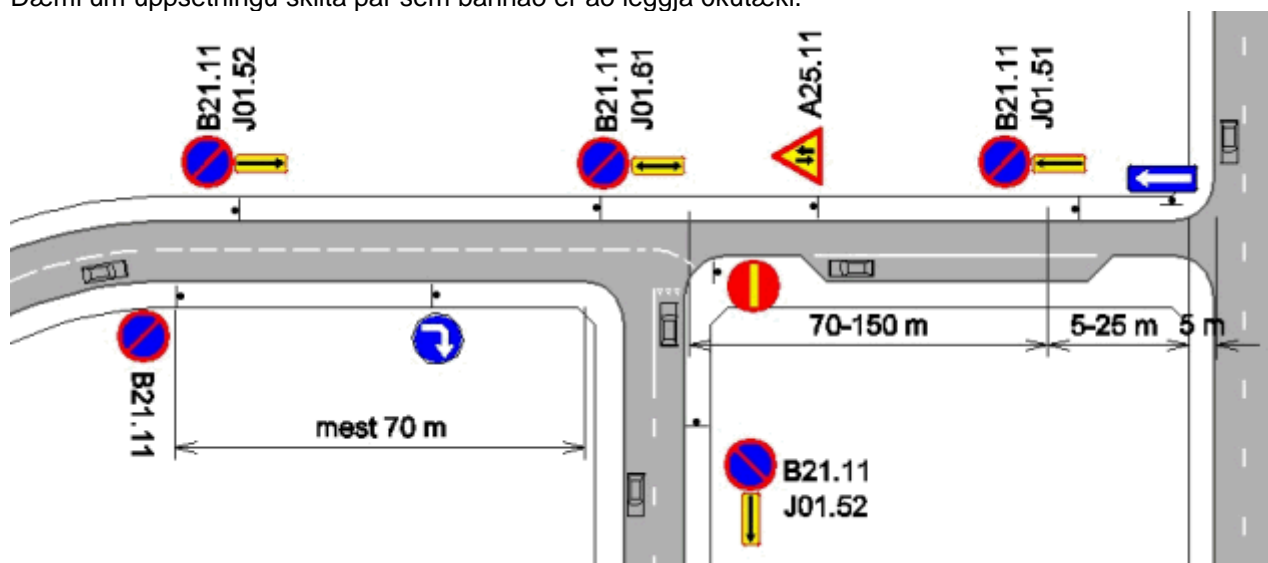 Dæmi um uppsetningu skilta þar sem bannað er að leggja ökutæki.
B21.11
J01.52
B21.11
J01.61
A25.11
B21.11
J01.51
70-150 m
5-25 m
5 m
B21.11
mest 70 m
B21.11
J01.52